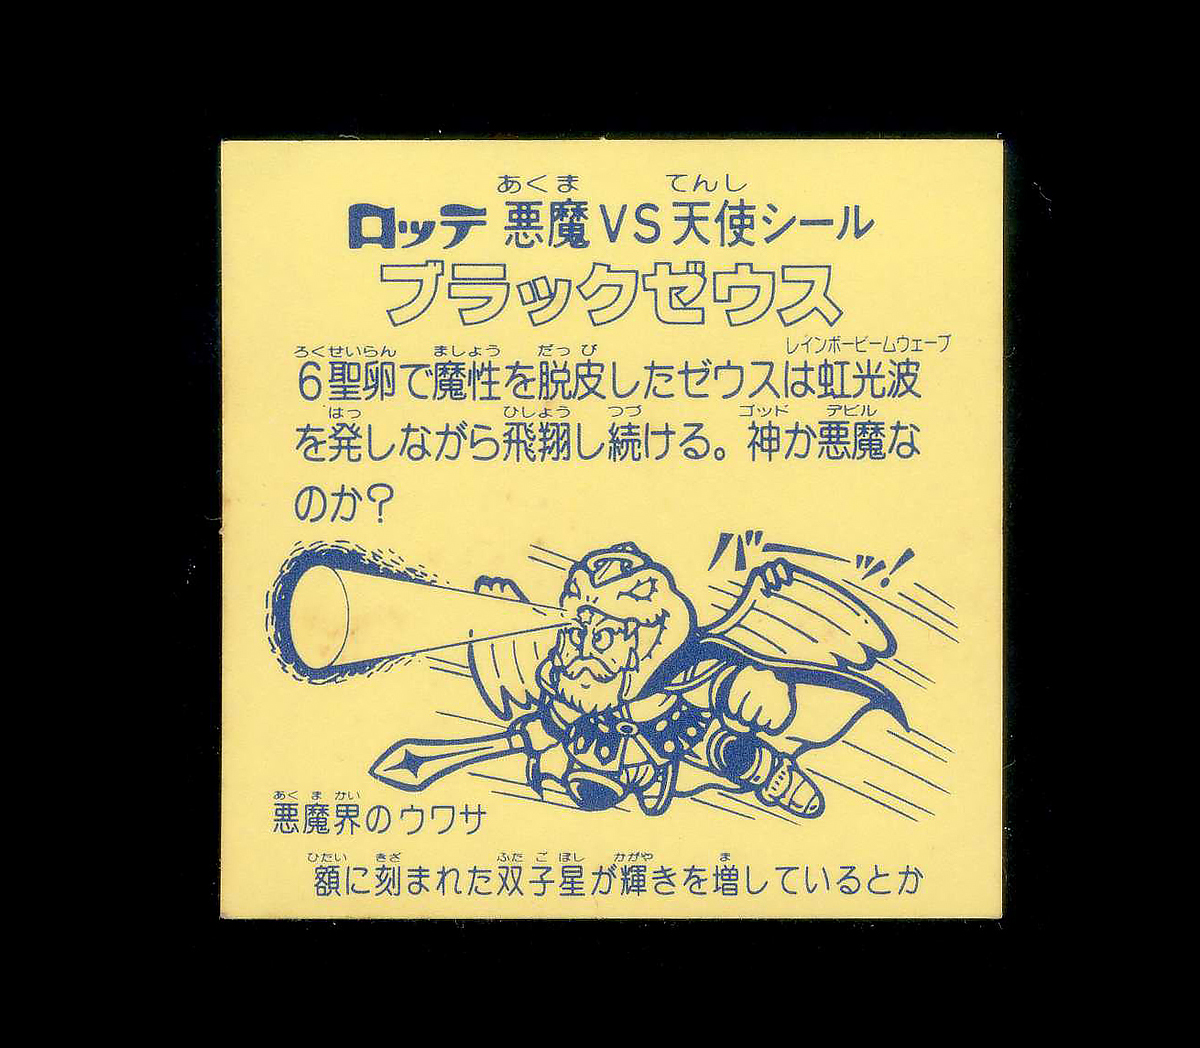 あくま てんし
ロッテ 悪魔VS天使シール
ブラックゼウス
ろくせいらん ましょう だっぴ レインボービームウェーブ
6聖卵で魔性を脱皮したゼウスは虹光波
はっ ひしょう つづ ゴッド デビル
を発しながら飛翔し続ける。神か悪魔な
のか?
バーッ!
あくまかい
悪魔界のウワサ
ひたい きざ ふたごぼし かがや ま
額に刻まれた双子星が輝きを増しているとか